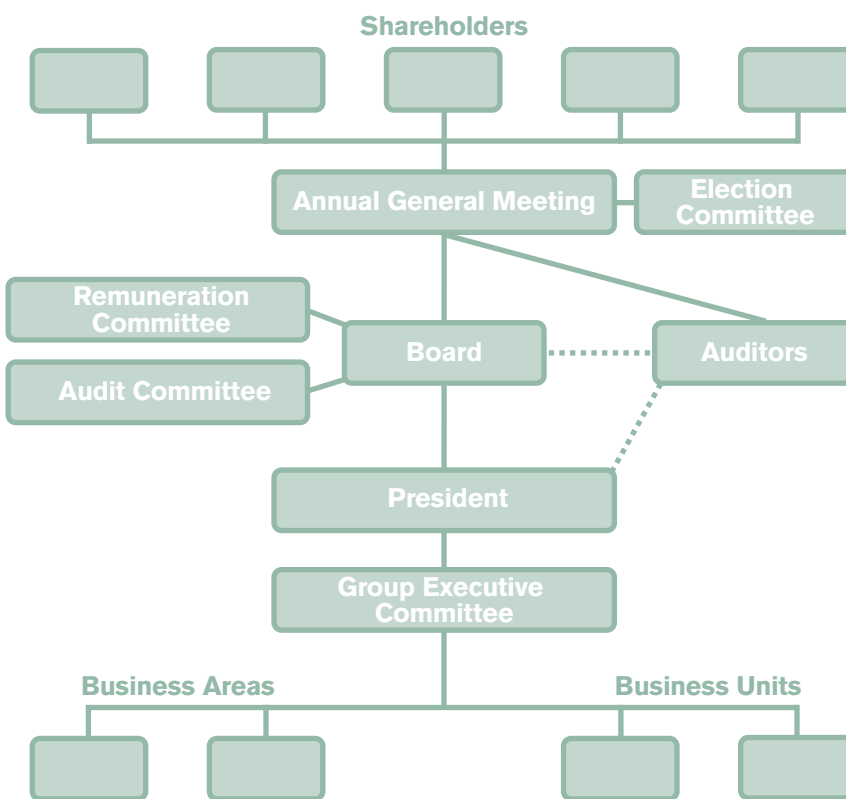 Shareholders
Annual General Meeting
Election
Committee
Remuneration
Committee
Board
Auditors
Audit Committee
President
Group Executive
Committee
Business Areas
Business Units